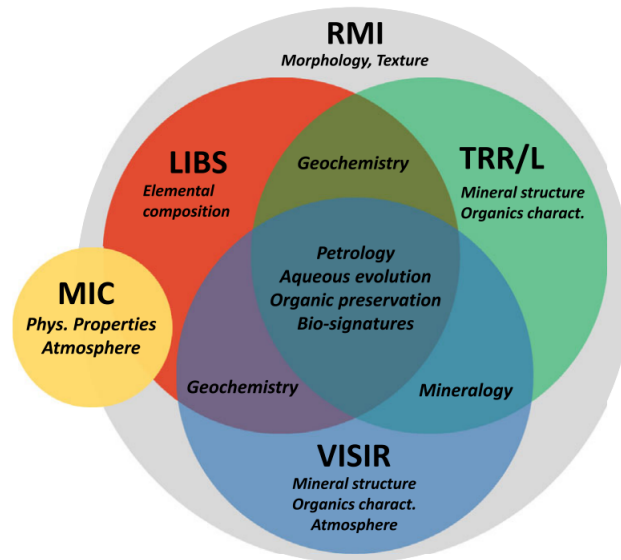 RMI
Morphology, Texture
LIBS
Elemental
composition
Geochemistry
TRR/L
Mineral structure
Organics charact.
MIC
Phys. Properties
Atmosphere
Petrology
Aqueous evolution
Organic preservation
Bio-signatures
Geochemistry
Mineralogy
VISIR
Mineral structure
Organics charact.
Atmosphere